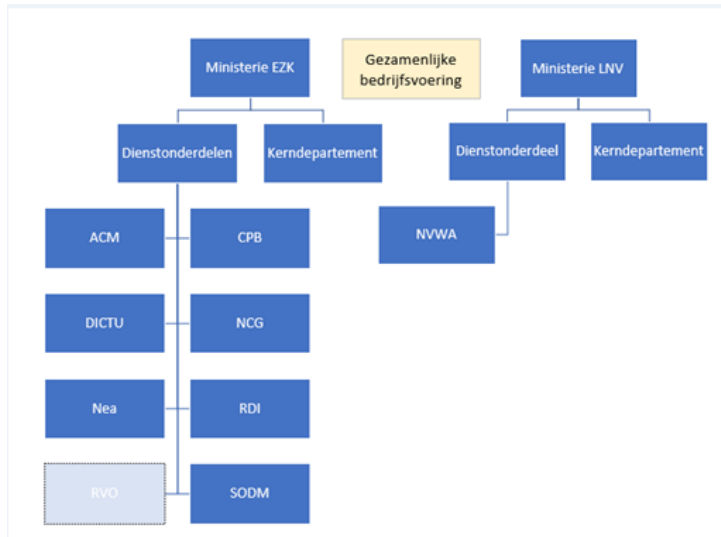 Ministerie EZK
Gezamenlijke
bedrijfsvoering
Ministerie LNV
Dienstonderdelen
Kerndepartement
Dienstonderdeel
Kerndepartement
ACM
CPB
NVWA
DICTU
NCG
Nea
RDI
RVO
SODM